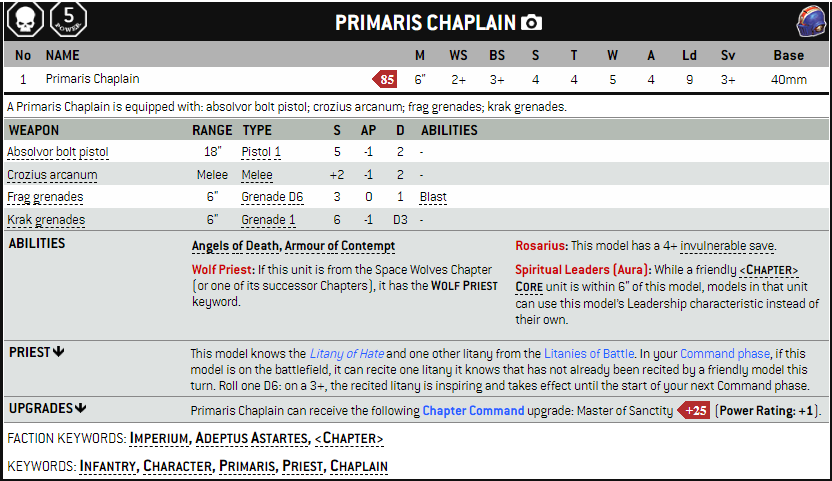 5
POWER
PRIMARIS CHAPLAIN
No NAME M WS BS S T W A Ld Sv Base
1 Primaris Chaplain 85 6" 2+ 3+ 4 4 5 4 9 3+ 40mm
A Primaris Chaplain is equipped with: absolvor bolt pistol; crozius arcanum; frag grenades; krak grenades.
WEAPON RANGE TYPE S AP D ABILITIES
Absolvor bolt pistol 18" Pistol 1 5 -1 2 -
Crozius arcanum Melee Melee +2 -1 2 -
Frag grenades 6" Grenade D6 3 0 1 Blast
Krak grenades 6" Grenade 1 6 -1 D3 -
ABILITIES
Angels of Death, Armour of Contempt
Wolf Priest: If this unit is from the Space Wolves Chapter
(or one of its successor Chapters), it has the WOLF PRIEST
keyword.
Rosarius: This model has a 4+ invulnerable save.
Spiritual Leaders (Aura): While a friendly <CHAPTER>
CORE unit is within 6" of this model, models in that unit
can use this model's Leadership characteristic instead of
their own.
PRIEST
This model knows the Litany of Hate and one other litany from the Litanies of Battle. In your Command phase, if this
model is on the battlefield, it can recite one litany it knows that has not already been recited by a friendly model this
turn. Roll one D6: on a 3+, the recited litany is inspiring and takes effect until the start of your next Command phase.
UPGRADES
Primaris Chaplain can receive the following Chapter Command upgrade: Master of Sanctity +25 (Power Rating: +1).
FACTION KEYWORDS: IMPERIUM, ADEPTUS ASTARTES, <CHAPTER>
KEYWORDS: INFANTRY, CHARACTER, PRIMARIS, PRIEST, CHAPLAIN